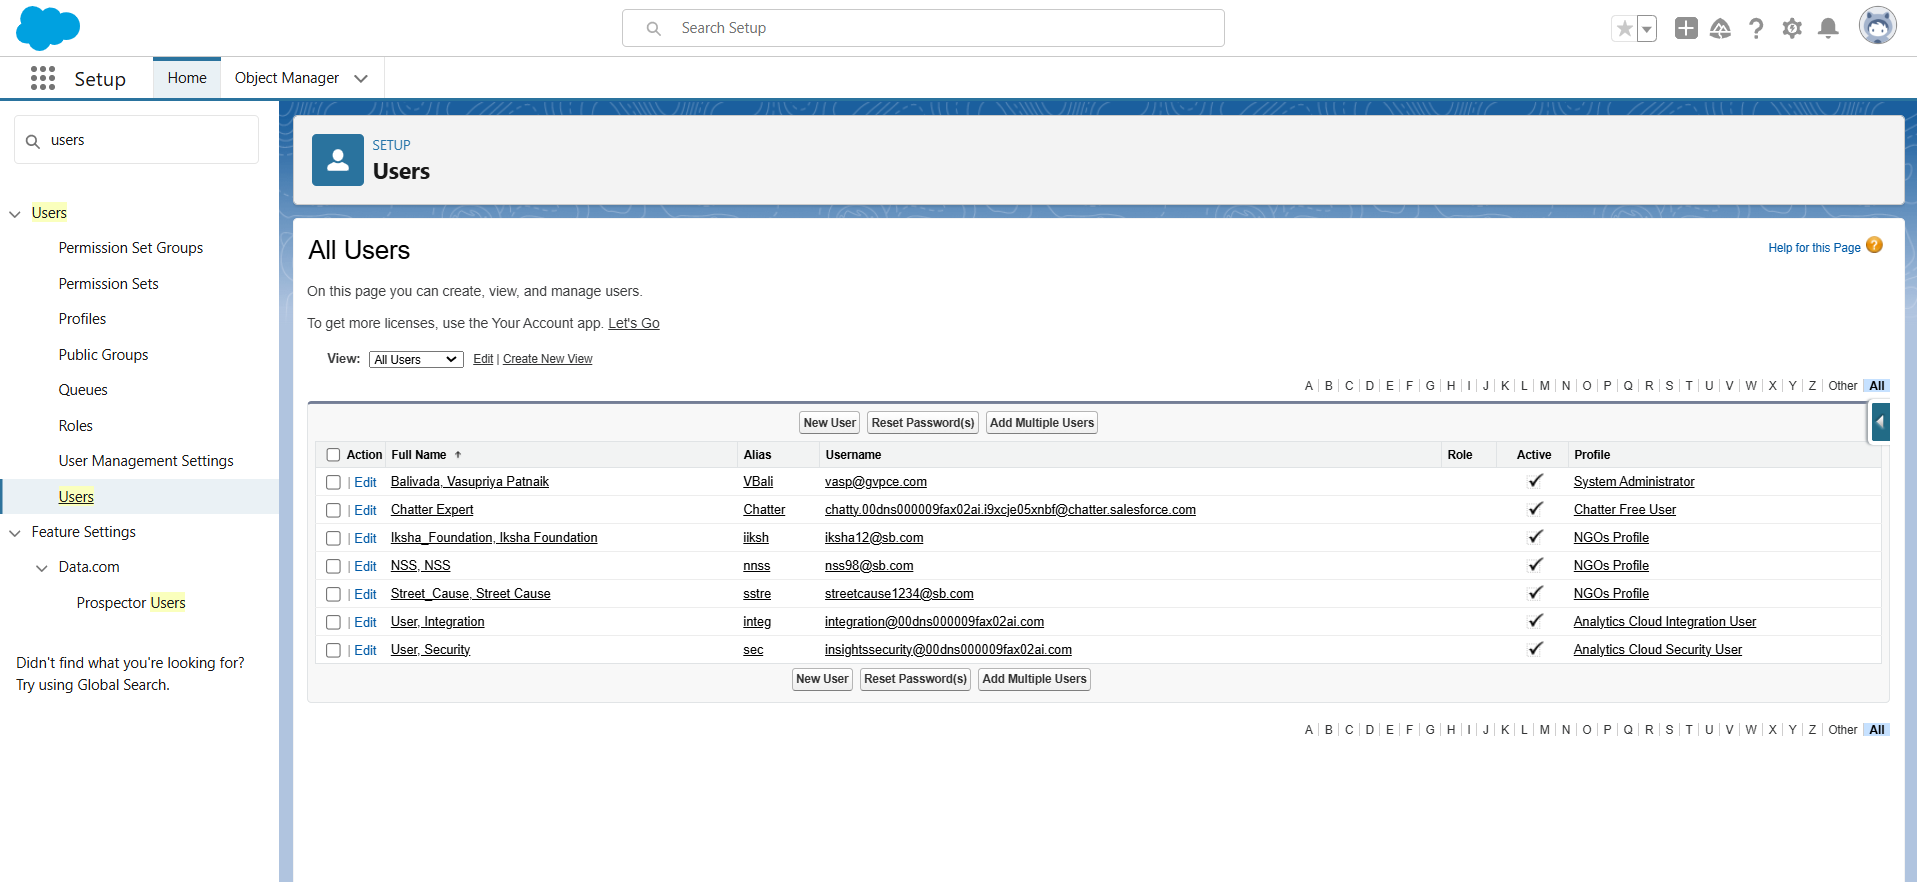 Search Setup
Setup Home Object Manager
users
Users
Permission Set Groups
Permission Sets
Profiles
Public Groups
Queues
Roles
User Management Settings
Users
Feature Settings
Data.com
Prospector Users
Didn't find what you're looking for?
Try using Global Search.
SETUP
Users
All Users
Help for this Page ?
On this page you can create, view, and manage users.
To get more licenses, use the Your Account app. Let's Go
View: All Users Edit | Create New View
A | B | C | D | E | F | G | H | I | J | K | L | M | N | O | P | Q | R | S | T | U | V | W | X | Y | Z | Other | All
New User Reset Password(s) Add Multiple Users
Action Full Name ↑ Alias Username Role Active Profile
| Edit Balivada, Vasupriya Patnaik VBali vasp@gvpce.com System Administrator
| Edit Chatter Expert Chatter chatty.00dns000009fax02ai.i9xcje05xnbf@chatter.salesforce.com Chatter Free User
| Edit Iksha_Foundation, Iksha Foundation iiksh iksha12@sb.com NGOs Profile
| Edit NSS, NSS nnss nss98@sb.com NGOs Profile
| Edit Street_Cause, Street Cause sstre streetcause1234@sb.com NGOs Profile
| Edit User, Integration integ integration@00dns000009fax02ai.com Analytics Cloud Integration User
| Edit User, Security sec insightssecurity@00dns000009fax02ai.com Analytics Cloud Security User
New User Reset Password(s) Add Multiple Users
A | B | C | D | E | F | G | H | I | J | K | L | M | N | O | P | Q | R | S | T | U | V | W | X | Y | Z | Other | All